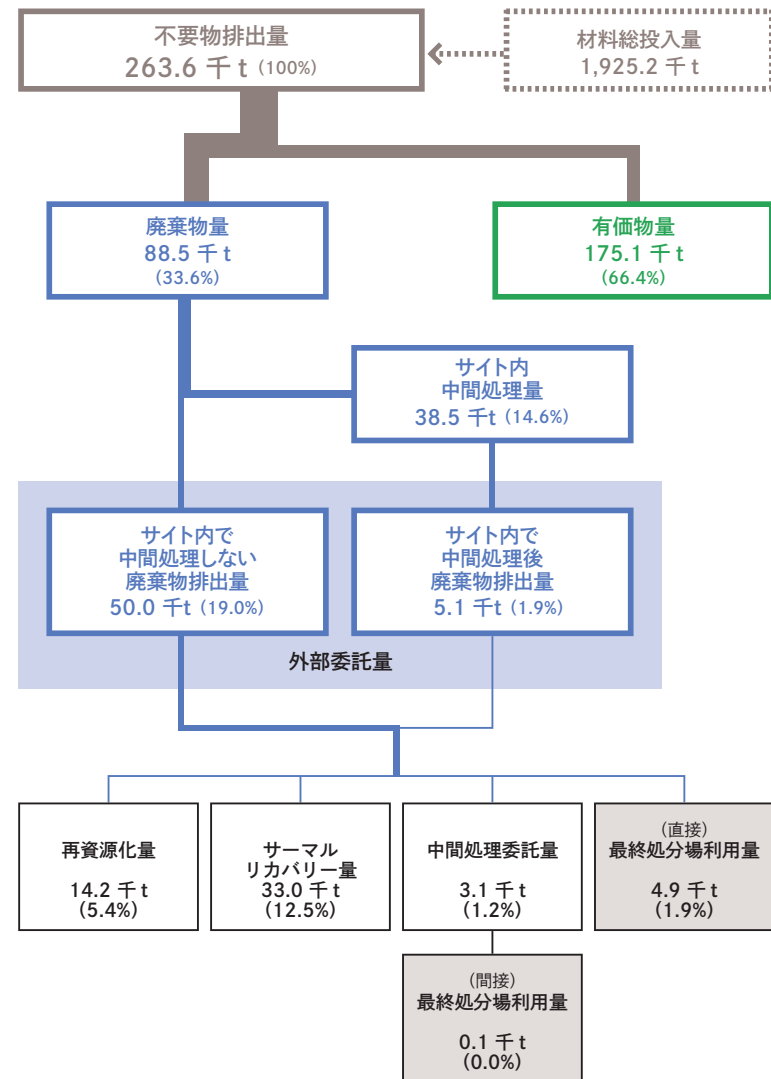 不要物排出量
263.6 千 t (100%)
材料総投入量
1,925.2 千 t
廃棄物量
88.5 千 t
(33.6%)
有価物量
175.1 千 t
(66.4%)
サイト内
中間処理量
38.5 千t (14.6%)
サイト内で
中間処理しない
廃棄物排出量
50.0 千t (19.0%)
サイト内で
中間処理後
廃棄物排出量
5.1 千t (1.9%)
外部委託量
再資源化量
14.2 千 t
(5.4%)
サーマル
リカバリー量
33.0 千 t
(12.5%)
中間処理委託量
3.1 千 t
(1.2%)
(直接)
最終処分場利用量
4.9 千 t
(1.9%)
(間接)
最終処分場利用量
0.1 千 t
(0.0%)